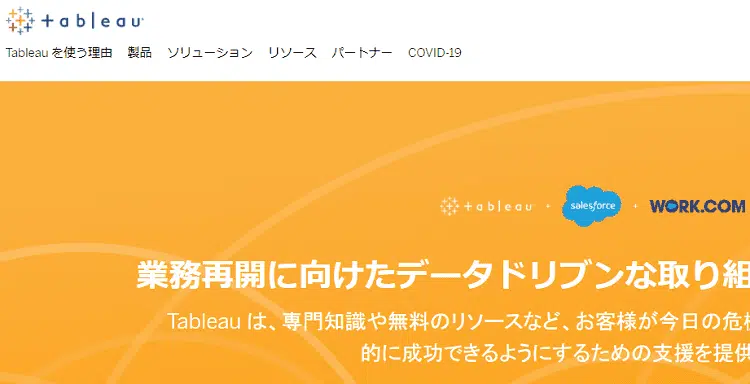 tableau
Tableau を使う理由 製品 ソリューション リソース パートナー COVID-19
tableau + salesforce + WORK.COM
業務再開に向けたデータドリブンな取り組
Tableau は、専門知識や無料のリソースなど、お客様が今日の危機
的に成功できるようにするための支援を提供